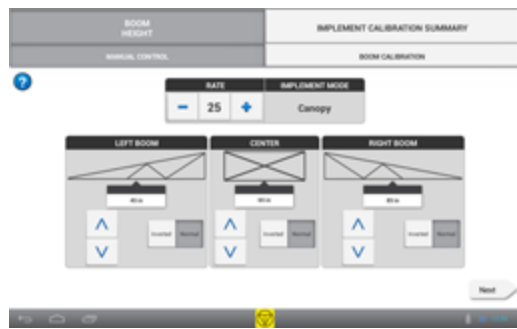 BOOM
HEIGHT
IMPLEMENT CALIBRATION SUMMARY
MANUAL CONTROL
BOOM CALIBRATION
?
RATE
IMPLEMENT MODE
− 25 +
Canopy
LEFT BOOM
CENTER
RIGHT BOOM
Inverted Normal
Inverted Normal
Inverted Normal
Next